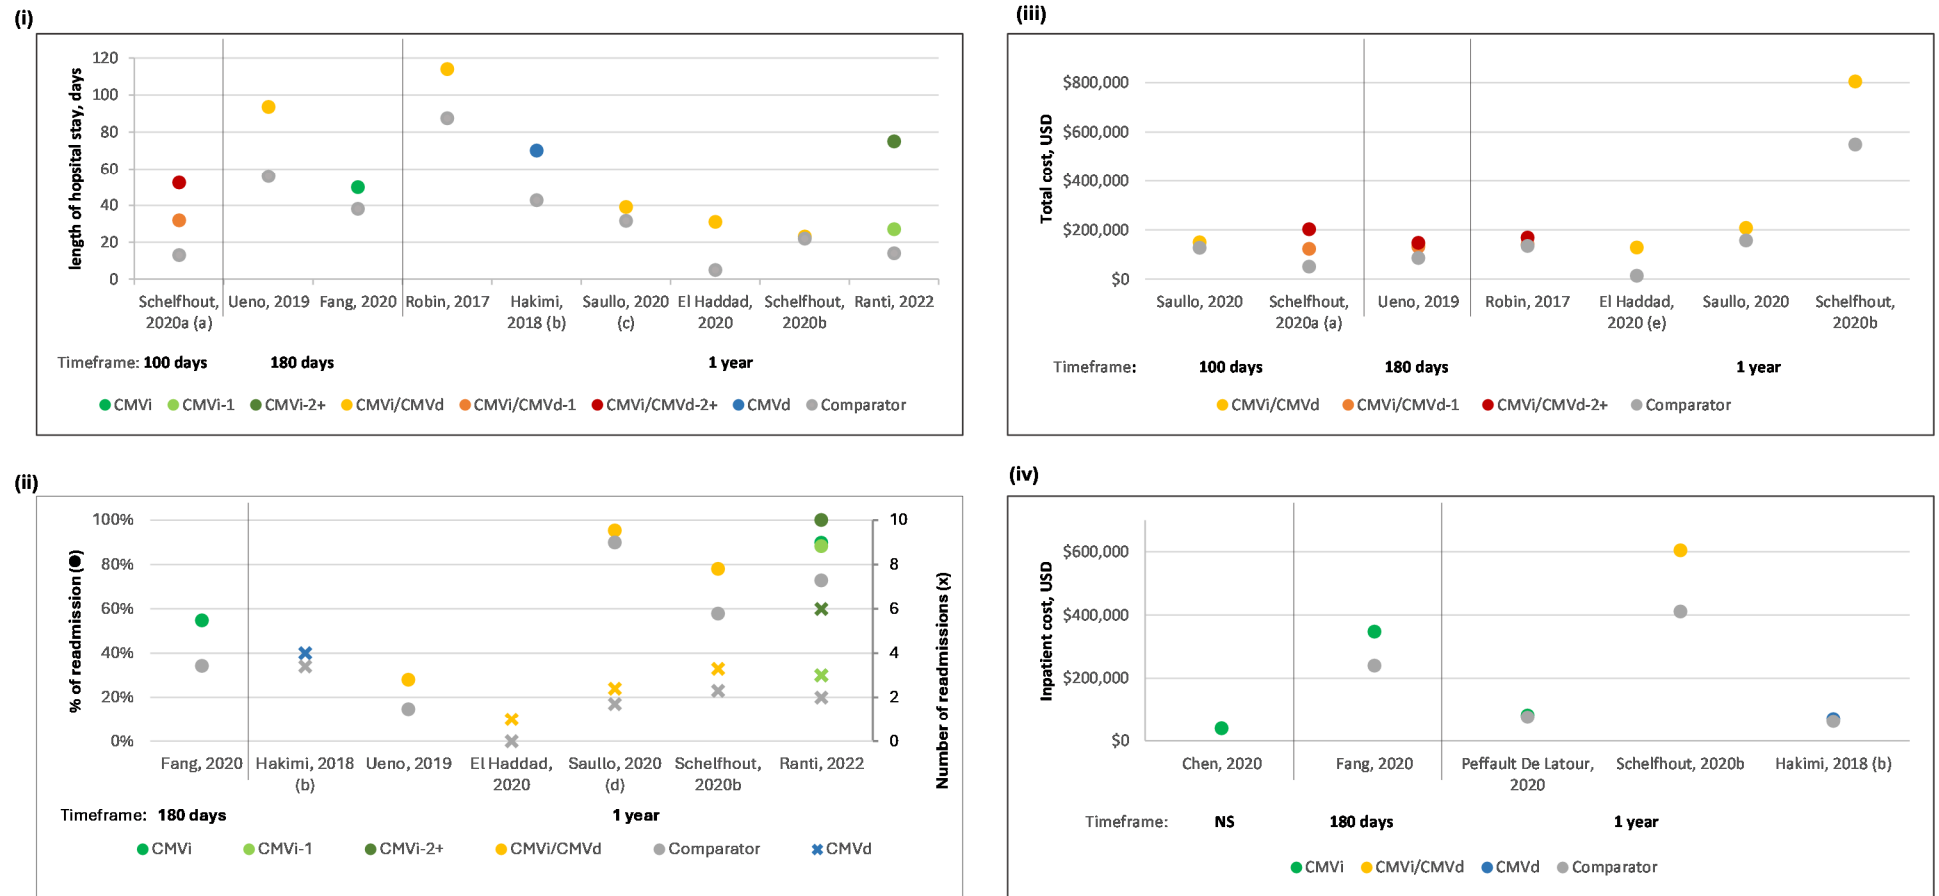 (i)
length of hopsital stay, days
120
100
80
60
40
20
0
Schelfhout, 2020a (a)
Ueno, 2019
Fang, 2020
Robin, 2017
Hakimi, 2018 (b)
Saullo, 2020 (c)
El Haddad, 2020
Schelfhout, 2020b
Ranti, 2022
Timeframe: 100 days 180 days 1 year
CMVi CMVi-1 CMVi-2+ CMVi/CMVd CMVi/CMVd-1 CMVi/CMVd-2+ CMVd Comparator
(iii)
Total cost, USD
$800,000
$600,000
$400,000
$200,000
$0
Saullo, 2020
Schelfhout, 2020a (a)
Ueno, 2019
Robin, 2017
El Haddad, 2020 (e)
Saullo, 2020
Schelfhout, 2020b
Timeframe: 100 days 180 days 1 year
CMVi/CMVd CMVi/CMVd-1 CMVi/CMVd-2+ Comparator
(ii)
% of readmission (●)
100%
80%
60%
40%
20%
0%
10
8
6
4
2
0
Number of readmissions (x)
Fang, 2020
Hakimi, 2018 (b)
Ueno, 2019
El Haddad, 2020
Saullo, 2020 (d)
Schelfhout, 2020b
Ranti, 2022
Timeframe: 180 days 1 year
CMVi CMVi-1 CMVi-2+ CMVi/CMVd Comparator CMVd
(iv)
Inpatient cost, USD
$600,000
$400,000
$200,000
$0
Chen, 2020
Fang, 2020
Peffault De Latour, 2020
Schelfhout, 2020b
Hakimi, 2018 (b)
Timeframe: NS 180 days 1 year
CMVi CMVi/CMVd CMVd Comparator